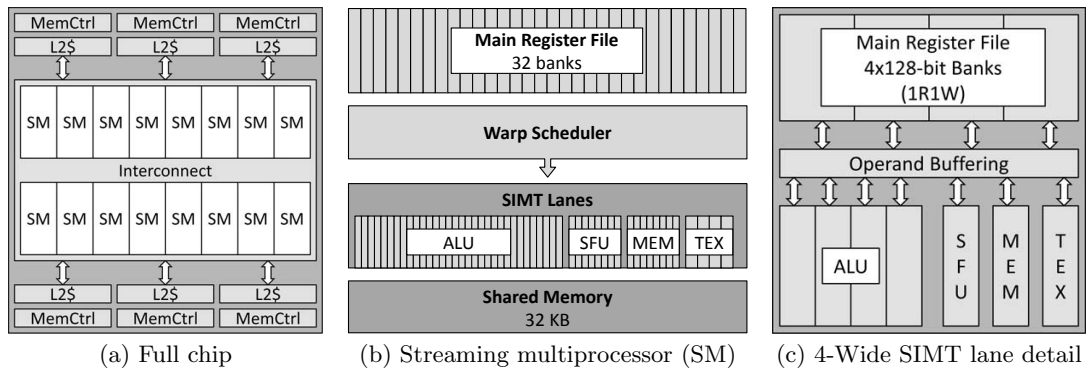 MemCtrl MemCtrl MemCtrl
L2$ L2$ L2$
SM SM SM SM SM SM SM SM
Interconnect
SM SM SM SM SM SM SM SM
L2$ L2$ L2$
MemCtrl MemCtrl MemCtrl
(a) Full chip
Main Register File
32 banks
Warp Scheduler
SIMT Lanes
ALU SFU MEM TEX
Shared Memory
32 KB
(b) Streaming multiprocessor (SM)
Main Register File
4x128-bit Banks
(1R1W)
Operand Buffering
ALU
SFU
MEM
TEX
(c) 4-Wide SIMT lane detail